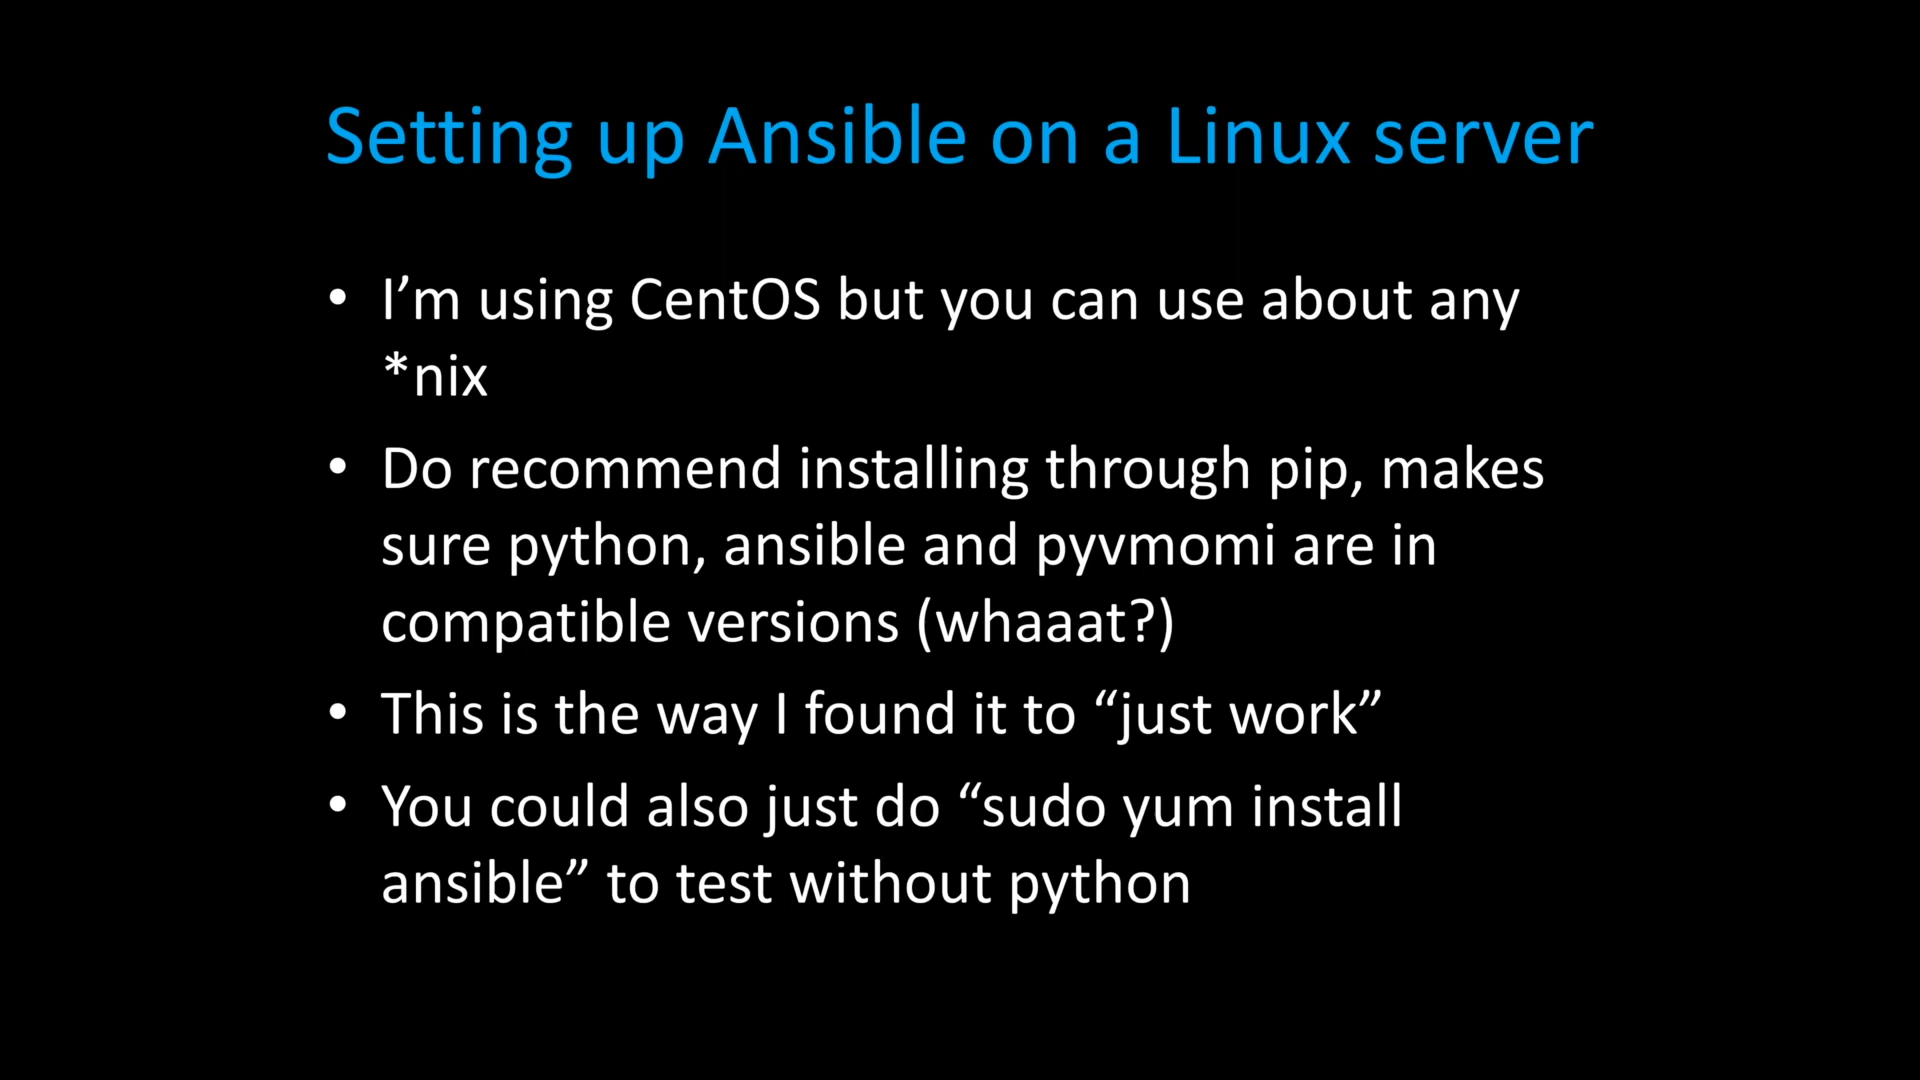 Setting up Ansible on a Linux server
• I’m using CentOS but you can use about any
*nix
• Do recommend installing through pip, makes
sure python, ansible and pyvmomi are in
compatible versions (whaaat?)
• This is the way I found it to “just work”
• You could also just do “sudo yum install
ansible” to test without python